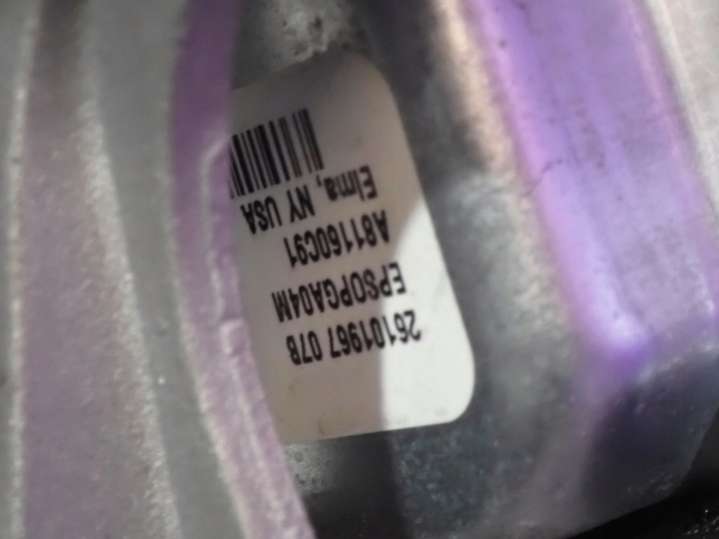 26101967 07B
EPSOPGA04M
A81160C91
Elma, NY USA